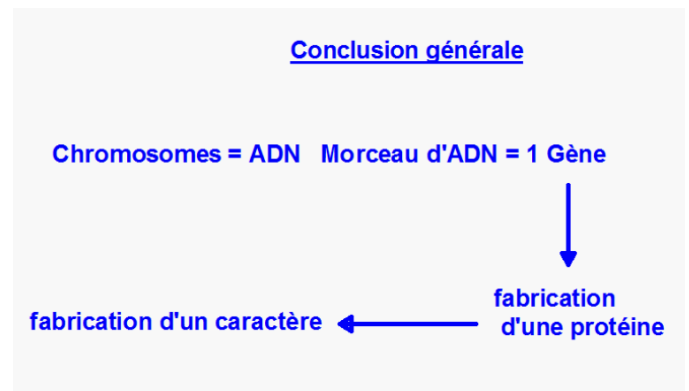 Conclusion générale
Chromosomes = ADN Morceau d'ADN = 1 Gène
fabrication
d'une protéine
fabrication d'un caractère